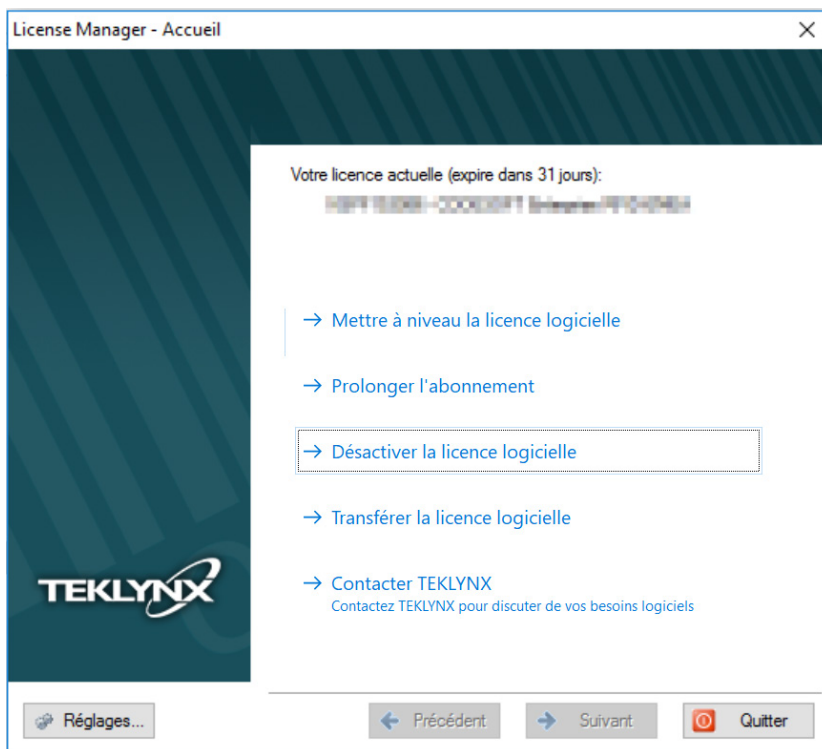 License Manager - Accueil
Votre licence actuelle (expire dans 31 jours):
→ Mettre à niveau la licence logicielle
→ Prolonger l'abonnement
→ Désactiver la licence logicielle
→ Transférer la licence logicielle
→ Contacter TEKLYNX
Contactez TEKLYNX pour discuter de vos besoins logiciels
TEKLYNX
Réglages...
Précédent
Suivant
Quitter